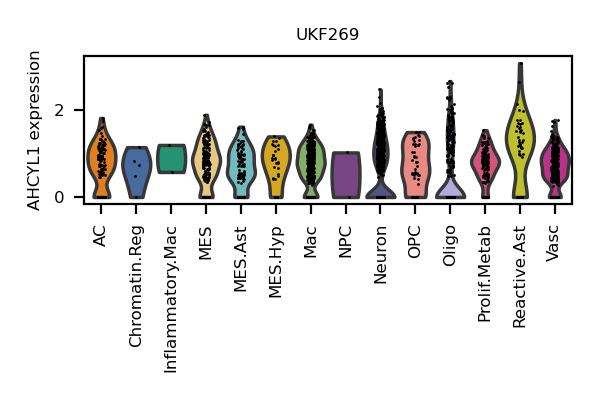 UKF269
AHCYL1 expression
2
0
AC
Chromatin.Reg
Inflammatory.Mac
MES
MES.Ast
MES.Hyp
Mac
NPC
Neuron
OPC
Oligo
Prolif.Metab
Reactive.Ast
Vasc